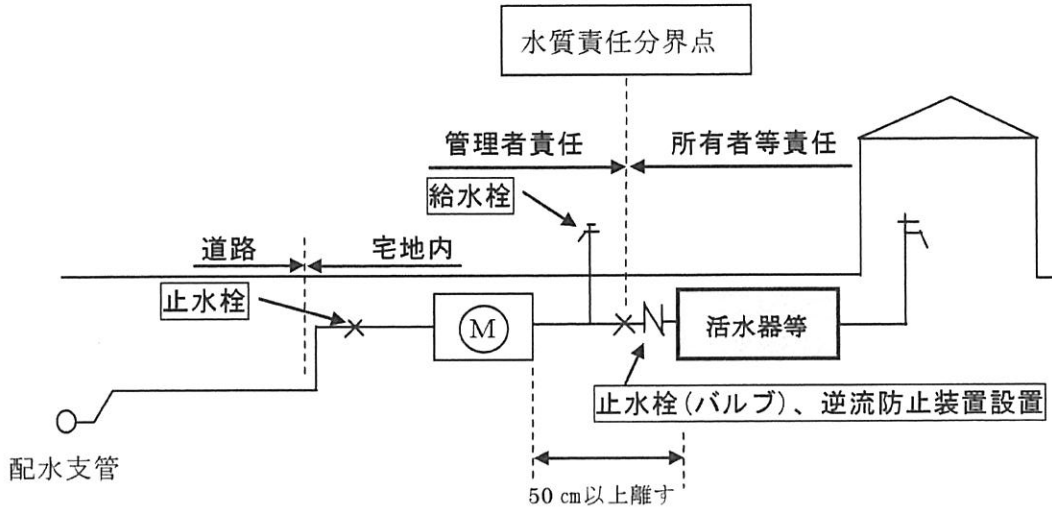 水質責任分界点
管理者責任
所有者等責任
給水栓
道路
宅地内
止水栓
M
活水器等
止水栓(バルブ)、逆流防止装置設置
配水支管
50 cm以上離す